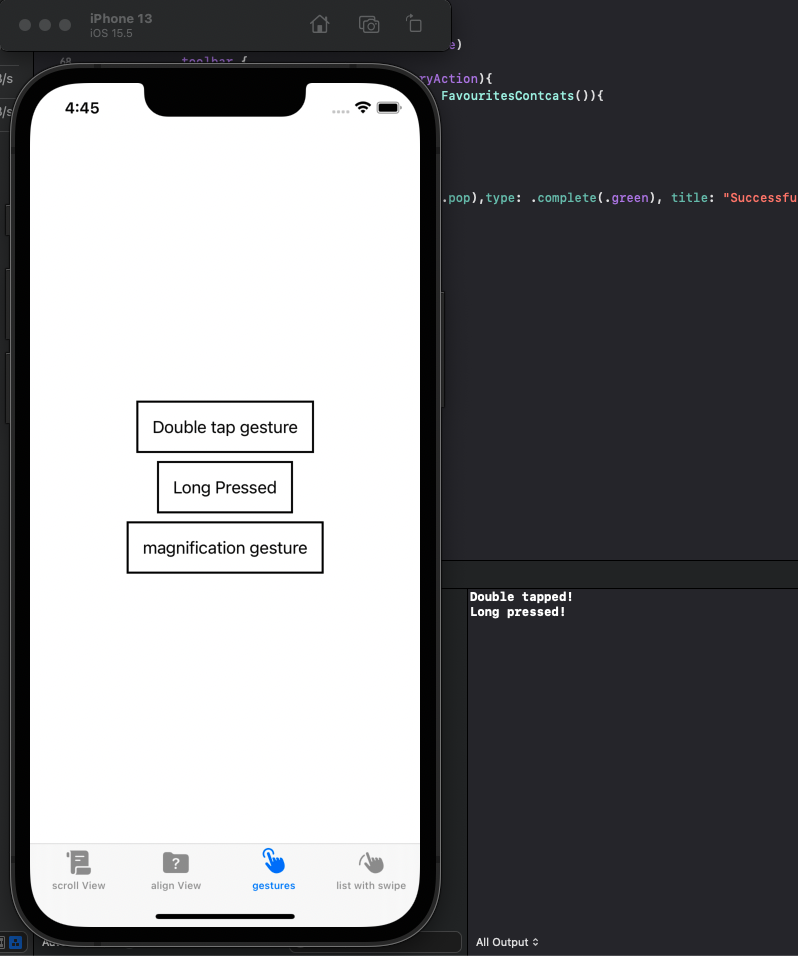 iPhone 13
iOS 15.5
e)
68
toolbar {
/s
ryAction){
FavouritesContcats()){
/s
4:45
.pop),type: .complete(.green), title: "Successfu
Double tap gesture
Long Pressed
magnification gesture
Double tapped!
Long pressed!
scroll View
align View
gestures
list with swipe
All Output